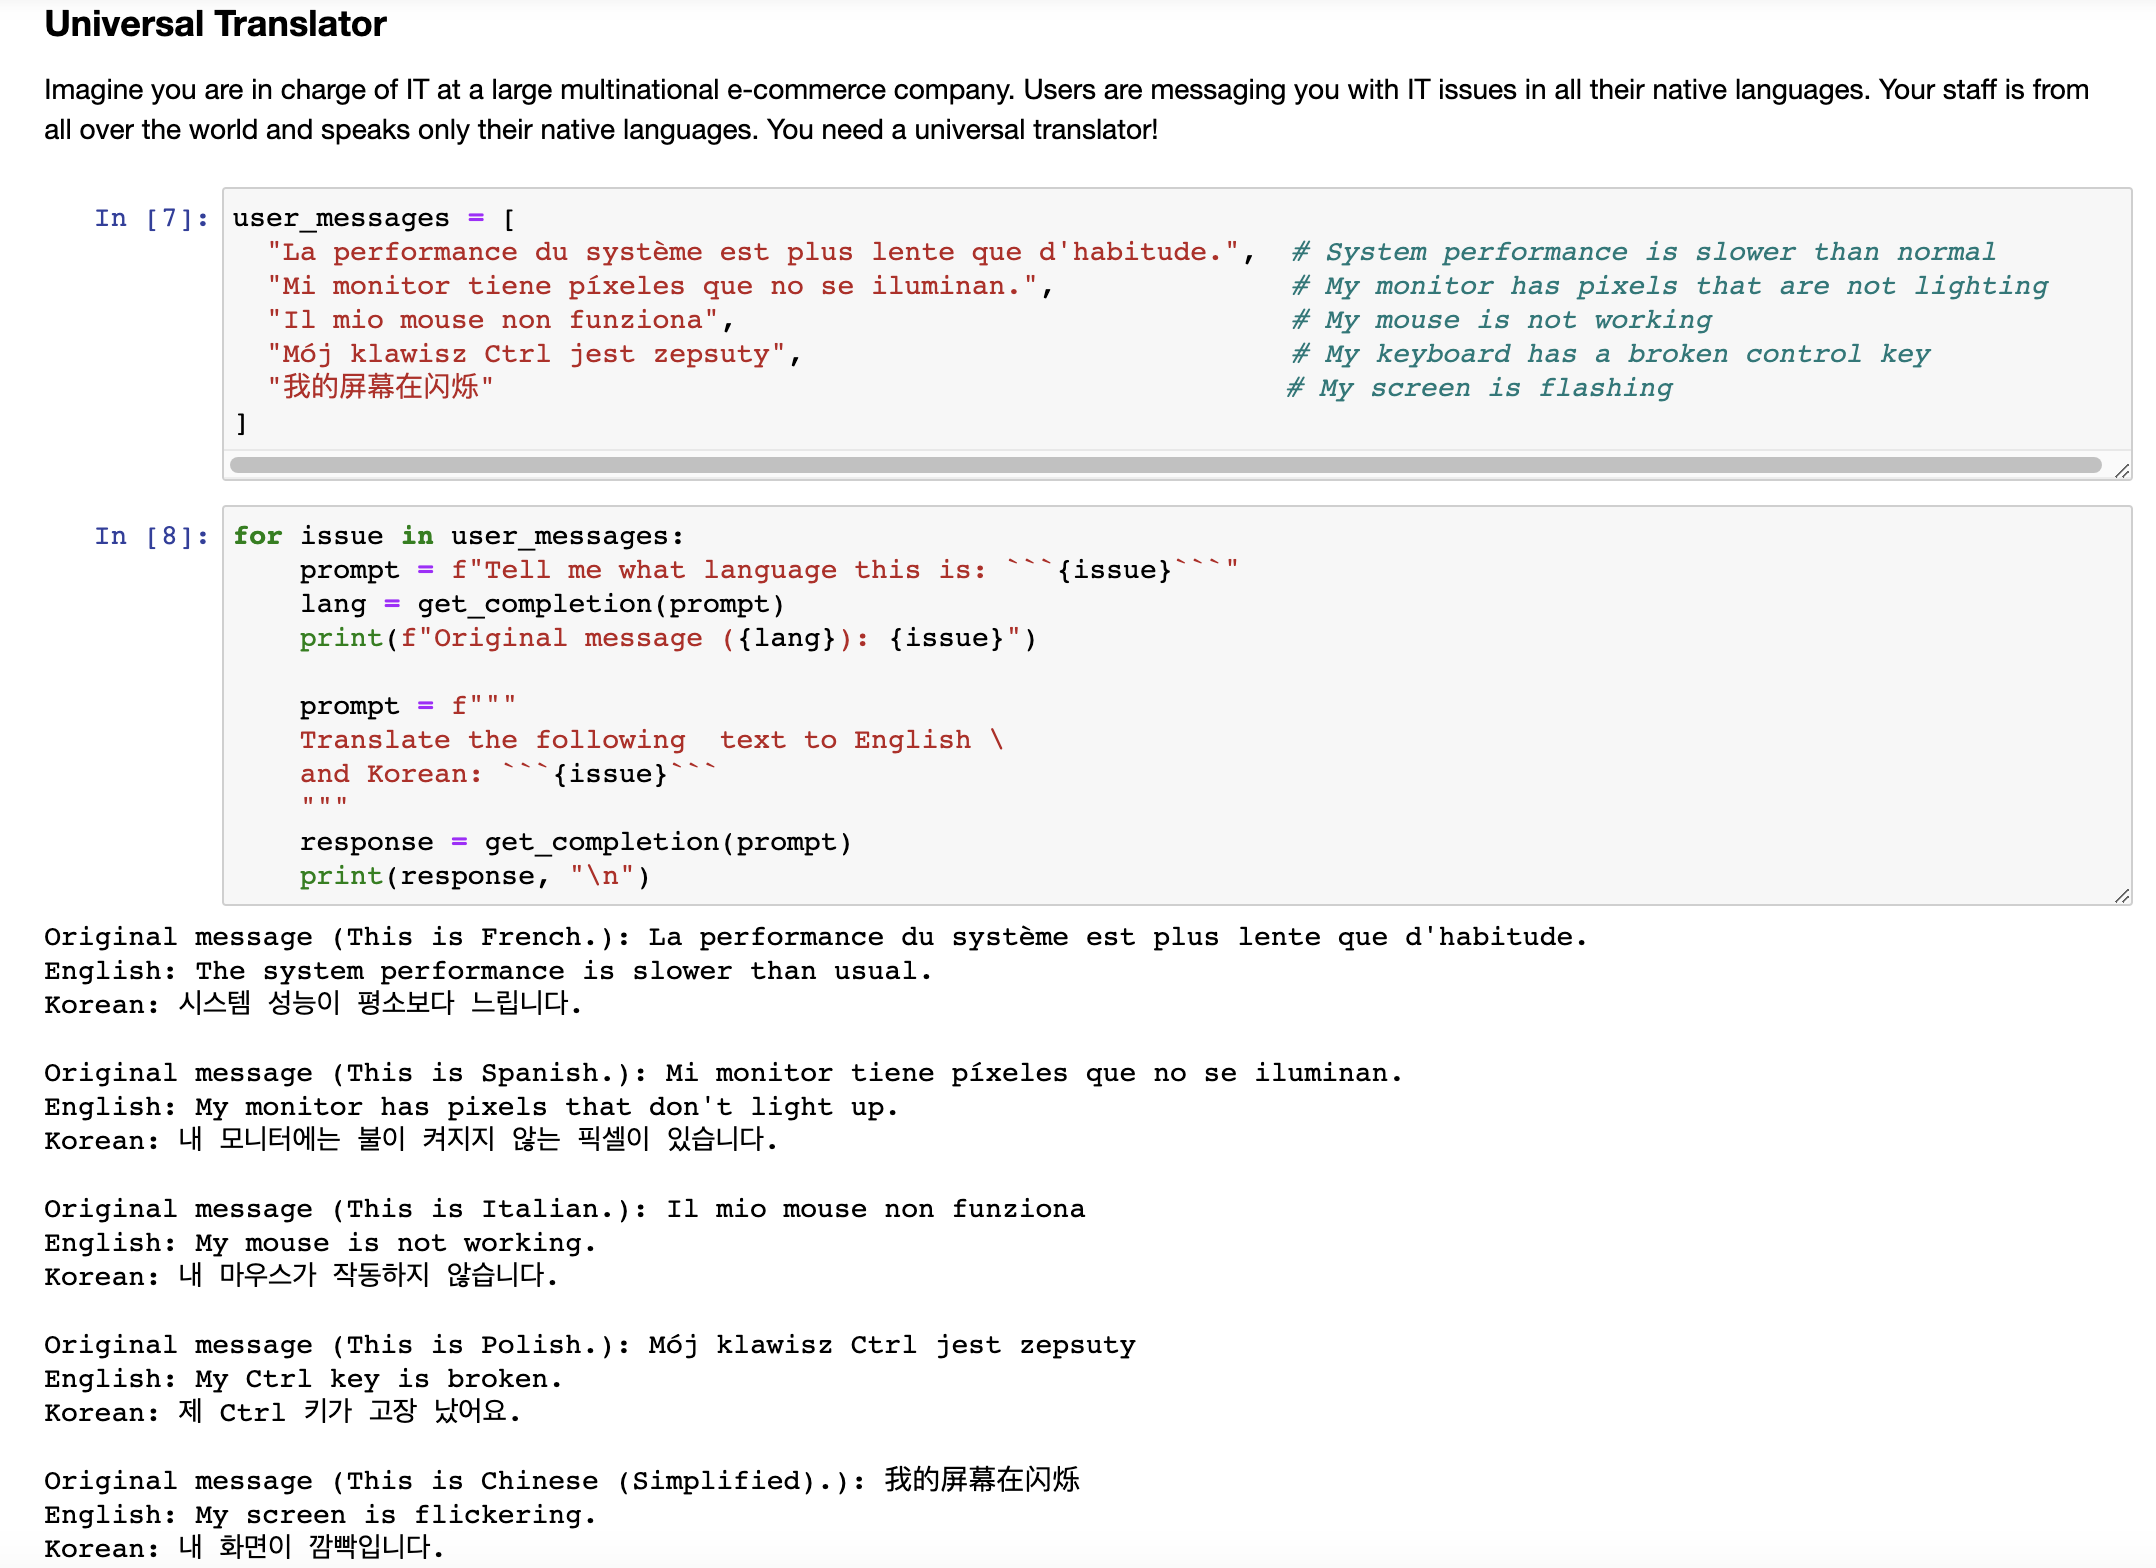 Universal Translator
Imagine you are in charge of IT at a large multinational e-commerce company. Users are messaging you with IT issues in all their native languages. Your staff is from
all over the world and speaks only their native languages. You need a universal translator!
In [7]: user_messages = [
  "La performance du système est plus lente que d'habitude.",  # System performance is slower than normal
  "Mi monitor tiene píxeles que no se iluminan.",              # My monitor has pixels that are not lighting
  "Il mio mouse non funziona",                                 # My mouse is not working
  "Mój klawisz Ctrl jest zepsuty",                             # My keyboard has a broken control key
  "我的屏幕在闪烁"                                               # My screen is flashing
]
In [8]: for issue in user_messages:
    prompt = f"Tell me what language this is: ```{issue}```"
    lang = get_completion(prompt)
    print(f"Original message ({lang}): {issue}")
    prompt = f"""
    Translate the following  text to English \
    and Korean: ```{issue}```
    """
    response = get_completion(prompt)
    print(response, "\n")
Original message (This is French.): La performance du système est plus lente que d'habitude.
English: The system performance is slower than usual.
Korean: 시스템 성능이 평소보다 느립니다.
Original message (This is Spanish.): Mi monitor tiene píxeles que no se iluminan.
English: My monitor has pixels that don't light up.
Korean: 내 모니터에는 불이 켜지지 않는 픽셀이 있습니다.
Original message (This is Italian.): Il mio mouse non funziona
English: My mouse is not working.
Korean: 내 마우스가 작동하지 않습니다.
Original message (This is Polish.): Mój klawisz Ctrl jest zepsuty
English: My Ctrl key is broken.
Korean: 제 Ctrl 키가 고장 났어요.
Original message (This is Chinese (Simplified).): 我的屏幕在闪烁
English: My screen is flickering.
Korean: 내 화면이 깜빡입니다.